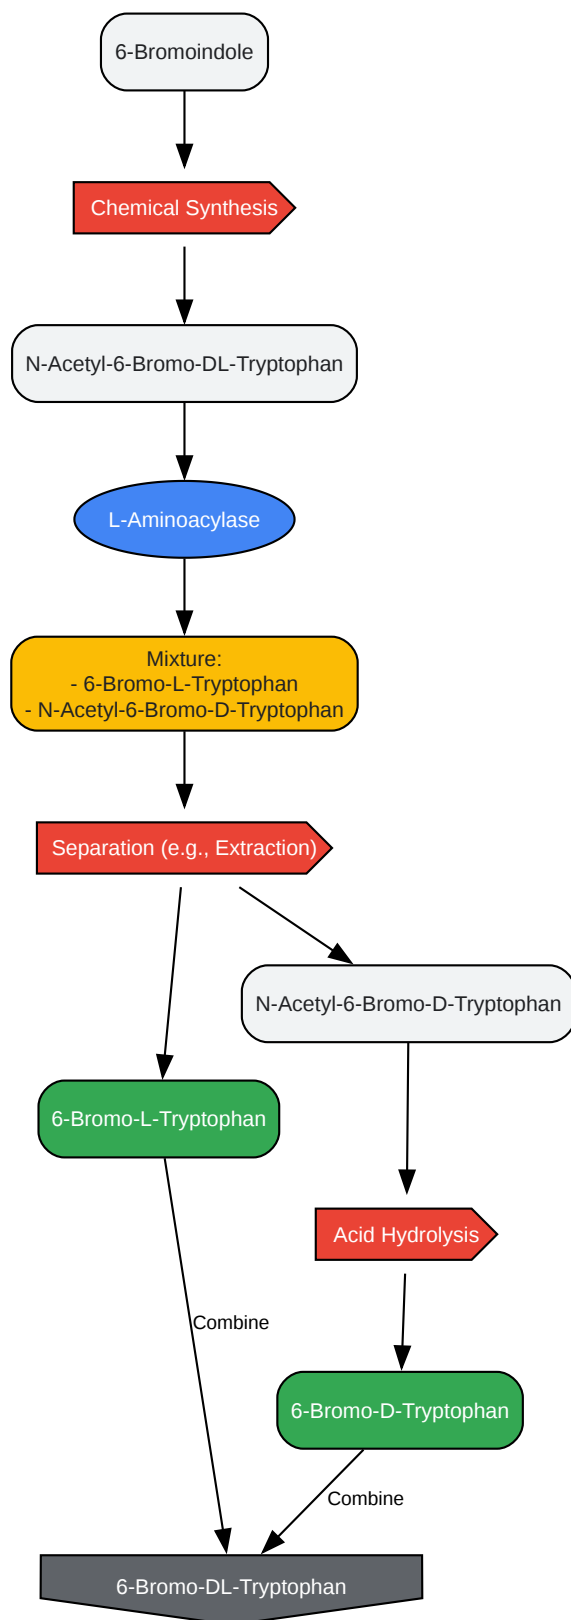 6-Bromoindole
Chemical Synthesis
N-Acetyl-6-Bromo-DL-Tryptophan
L-Aminoacylase
Mixture:
- 6-Bromo-L-Tryptophan
- N-Acetyl-6-Bromo-D-Tryptophan
Separation (e.g., Extraction)
N-Acetyl-6-Bromo-D-Tryptophan
6-Bromo-L-Tryptophan
Acid Hydrolysis
Combine
6-Bromo-D-Tryptophan
Combine
6-Bromo-DL-Tryptophan